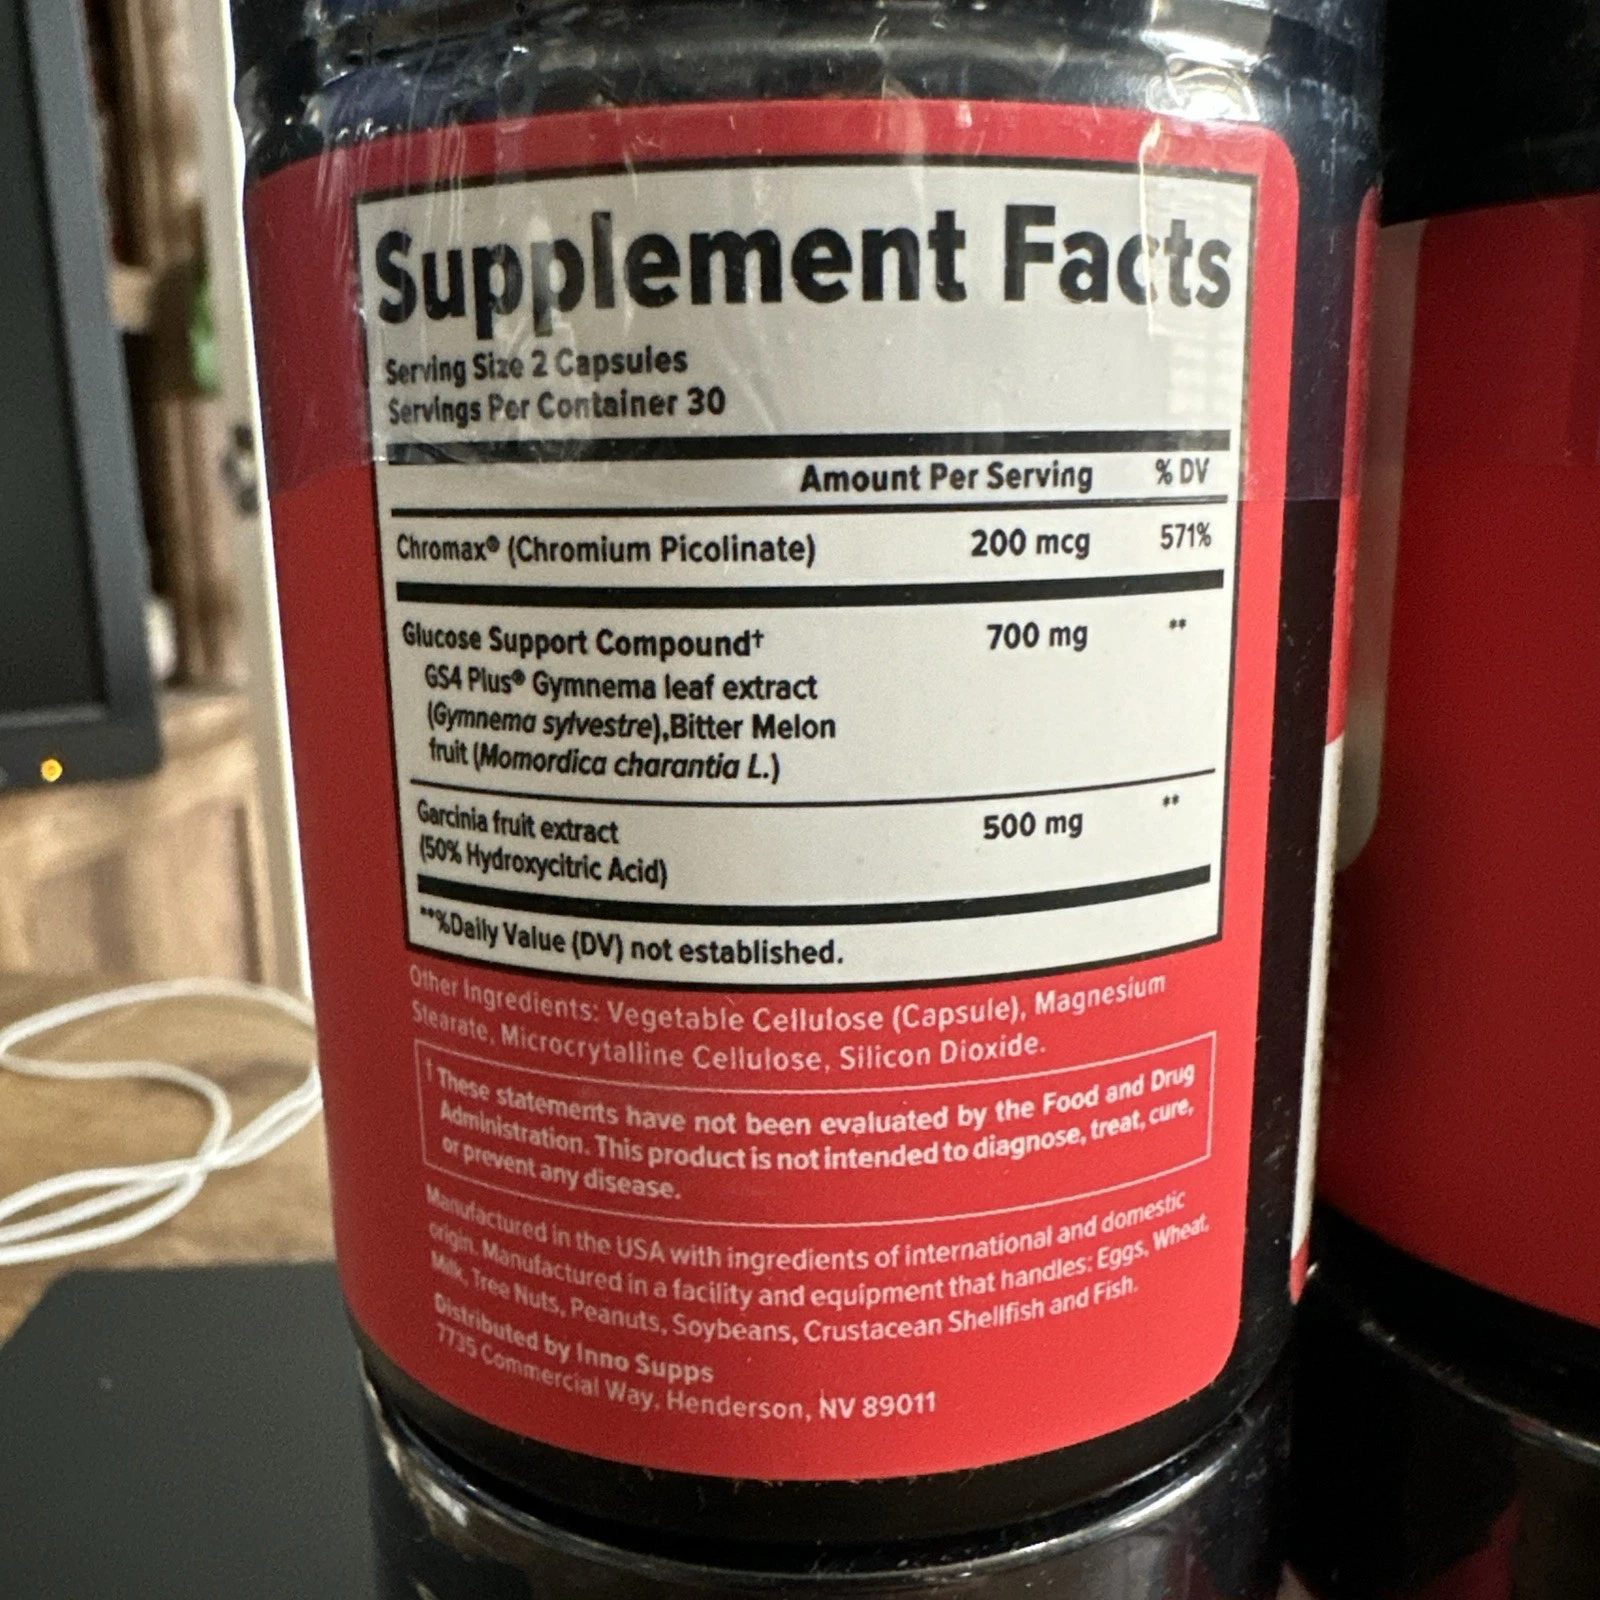 Supplement Facts
Serving Size 2 Capsules
Servings Per Container 30
Amount Per Serving % DV
Chromax® (Chromium Picolinate) 200 mcg 571%
Glucose Support Compound† 700 mg **
GS4 Plus® Gymnema leaf extract
(Gymnema sylvestre),Bitter Melon
fruit (Momordica charantia L.)
Garcinia fruit extract 500 mg **
(50% Hydroxycitric Acid)
**%Daily Value (DV) not established.
Other Ingredients: Vegetable Cellulose (Capsule), Magnesium
Stearate, Microcrytalline Cellulose, Silicon Dioxide.
† These statements have not been evaluated by the Food and Drug
Administration. This product is not intended to diagnose, treat, cure,
or prevent any disease.
Manufactured in the USA with ingredients of international and domestic
origin. Manufactured in a facility and equipment that handles: Eggs, Wheat,
Milk, Tree Nuts, Peanuts, Soybeans, Crustacean Shellfish and Fish.
Distributed by Inno Supps
7735 Commercial Way, Henderson, NV 89011